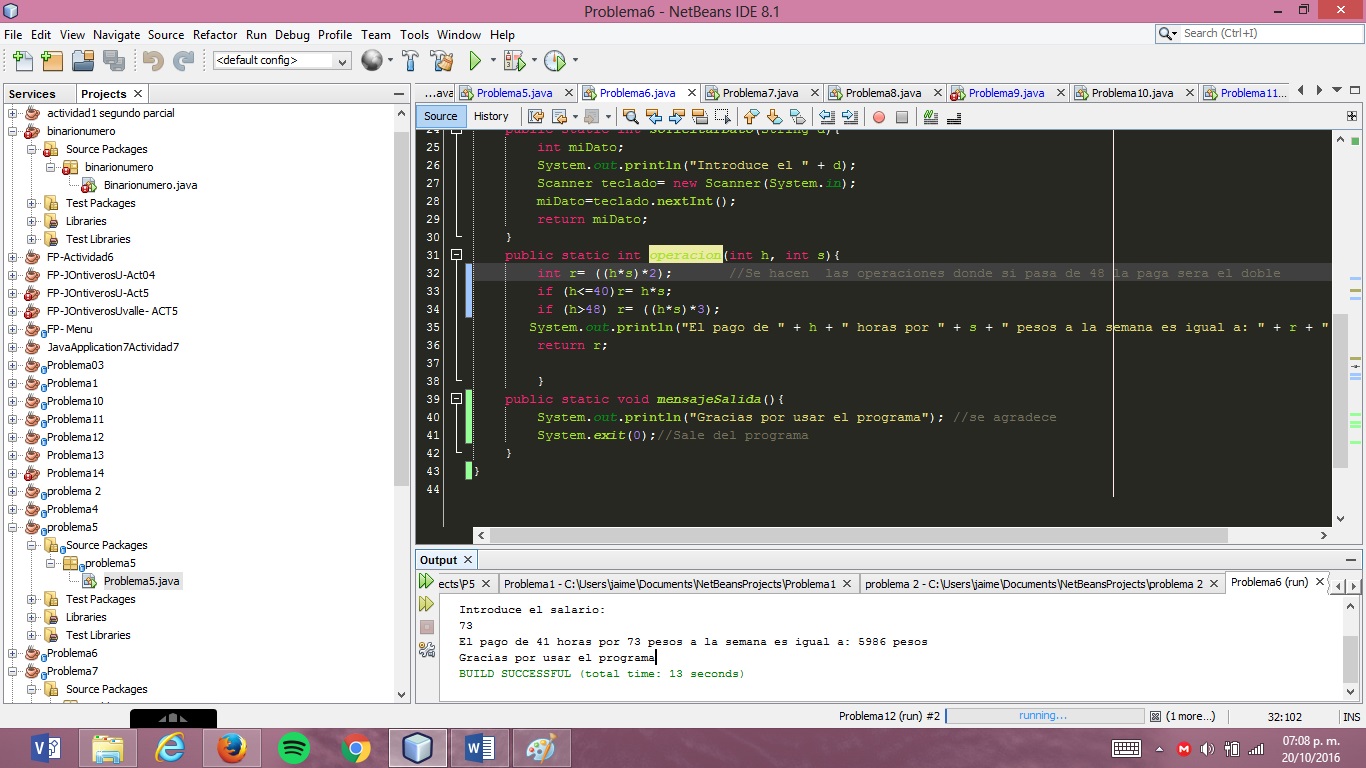 Problema6 - NetBeans IDE 8.1
File Edit View Navigate Source Refactor Run Debug Profile Team Tools Window Help
Search (Ctrl+I)
<default config>
Services Projects
...ava Problema5.java Problema6.java Problema7.java Problema8.java Problema9.java Problema10.java Problema11...
Source History
actividad1 segundo parcial
binarionumero
Source Packages
binarionumero
Binarionumero.java
Test Packages
Libraries
Test Libraries
FP-Actividad6
FP-JOntiverosU-Act04
FP-JOntiverosU-Act5
FP-JOntiverosUvalle- ACT5
FP- Menu
JavaApplication7Actividad7
Problema03
Problema1
Problema10
Problema11
Problema12
Problema13
Problema14
problema 2
Problema4
problema5
Source Packages
problema5
Problema5.java
Test Packages
Libraries
Test Libraries
Problema6
Problema7
Source Packages
24 public static int solicitarDato(String d){
25 int miDato;
26 System.out.println("Introduce el " + d);
27 Scanner teclado= new Scanner(System.in);
28 miDato=teclado.nextInt();
29 return miDato;
30 }
31 public static int operacion(int h, int s){
32 int r= ((h*s)*2); //Se hacen  las operaciones donde si pasa de 48 la paga sera el doble
33 if (h<=40)r= h*s;
34 if (h>48) r= ((h*s)*3);
35 System.out.println("El pago de " + h + " horas por " + s + " pesos a la semana es igual a: " + r + "
36 return r;
37
38 }
39 public static void mensajeSalida(){
40 System.out.println("Gracias por usar el programa"); //se agradece
41 System.exit(0);//Sale del programa
42 }
43 }
44
Output
ects\P5 Problema1 - C:\Users\jaime\Documents\NetBeansProjects\Problema1 problema 2 - C:\Users\jaime\Documents\NetBeansProjects\problema 2 Problema6 (run)
Introduce el salario:
73
El pago de 41 horas por 73 pesos a la semana es igual a: 5986 pesos
Gracias por usar el programa
BUILD SUCCESSFUL (total time: 13 seconds)
Problema12 (run) #2 running... (1 more...) 32:102 INS
07:08 p. m.
20/10/2016